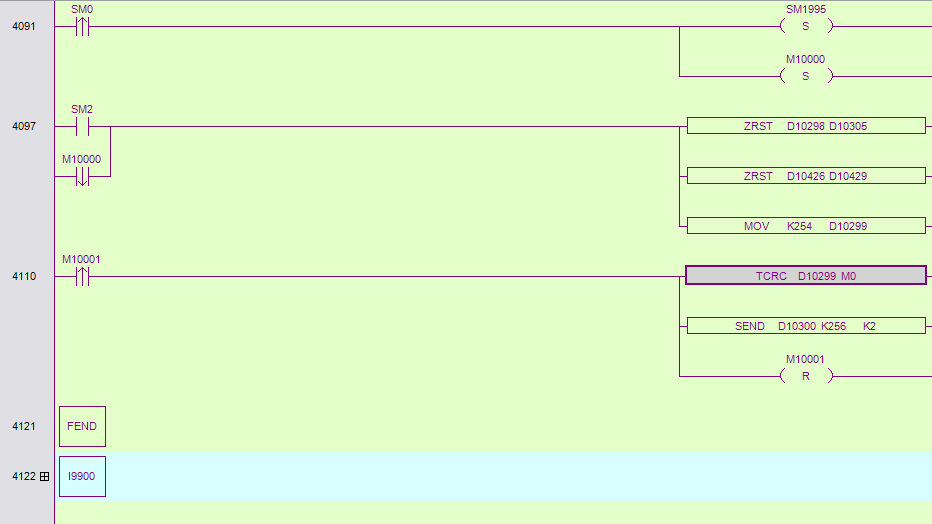 SM0 SM1995
4091 S
M10000
S
SM2
4097 ZRST D10298 D10305
M10000
ZRST D10426 D10429
MOV K254 D10299
M10001
4110 TCRC D10299 M0
SEND D10300 K256 K2
M10001
R
4121 FEND
4122 I9900